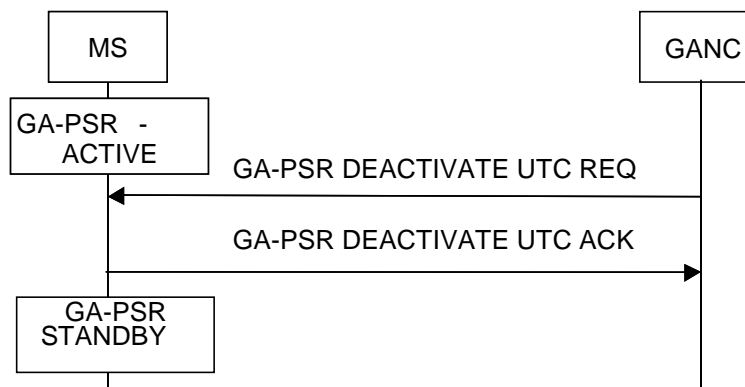 MS
GANC
GA-PSR -
ACTIVE
GA-PSR DEACTIVATE UTC REQ
GA-PSR DEACTIVATE UTC ACK
GA-PSR
STANDBY